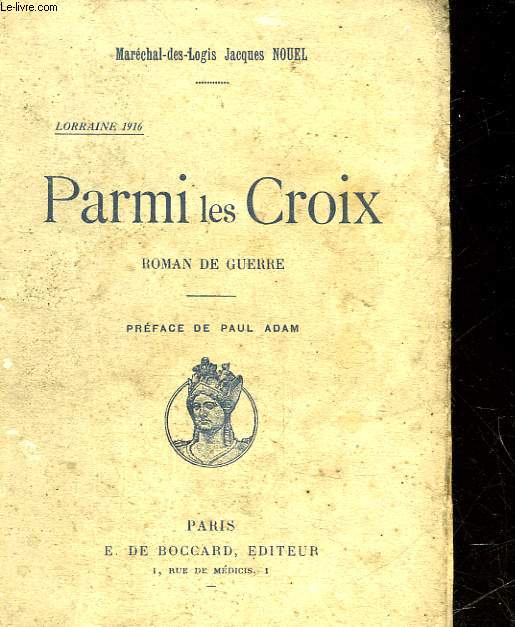 Le-livre.com
Maréchal-des-Logis Jacques NOUEL
LORRAINE 1916
Parmi les Croix
ROMAN DE GUERRE
PRÉFACE DE PAUL ADAM
PARIS
E. DE BOCCARD, EDITEUR
1, RUE DE MÉDICIS, 1